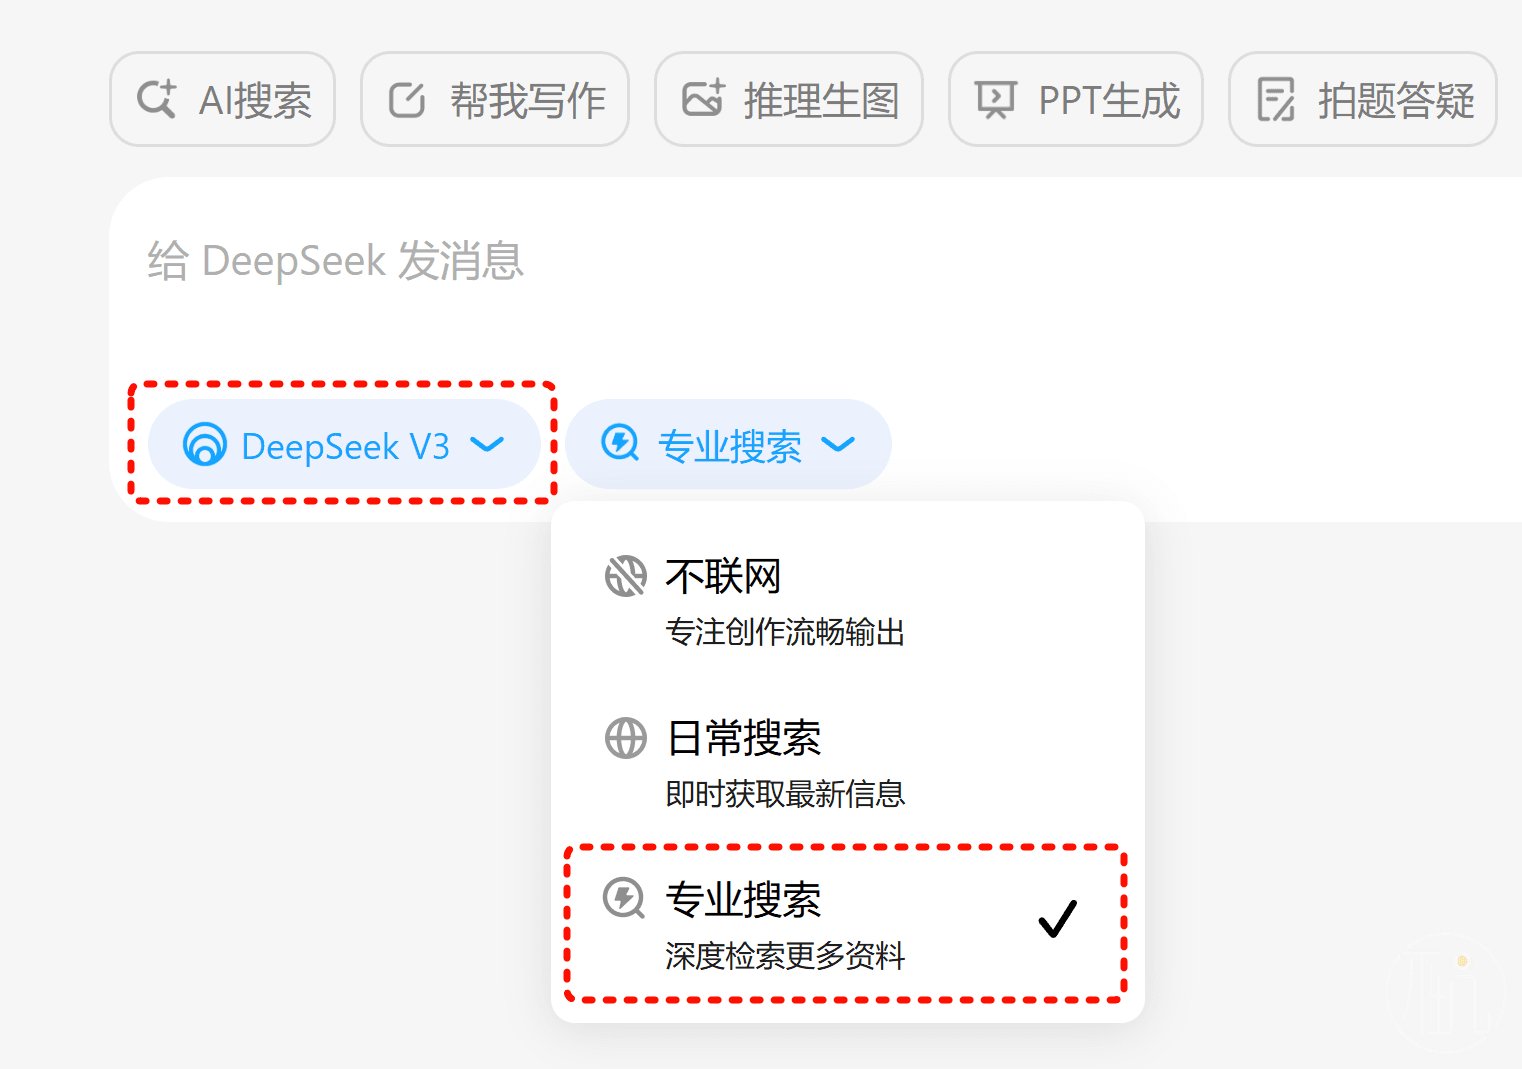 AI搜索
帮我写作
推理生图
PPT生成
拍题答疑
给 DeepSeek 发消息
DeepSeek V3
专业搜索
不联网
专注创作流畅输出
日常搜索
即时获取最新信息
专业搜索
深度检索更多资料